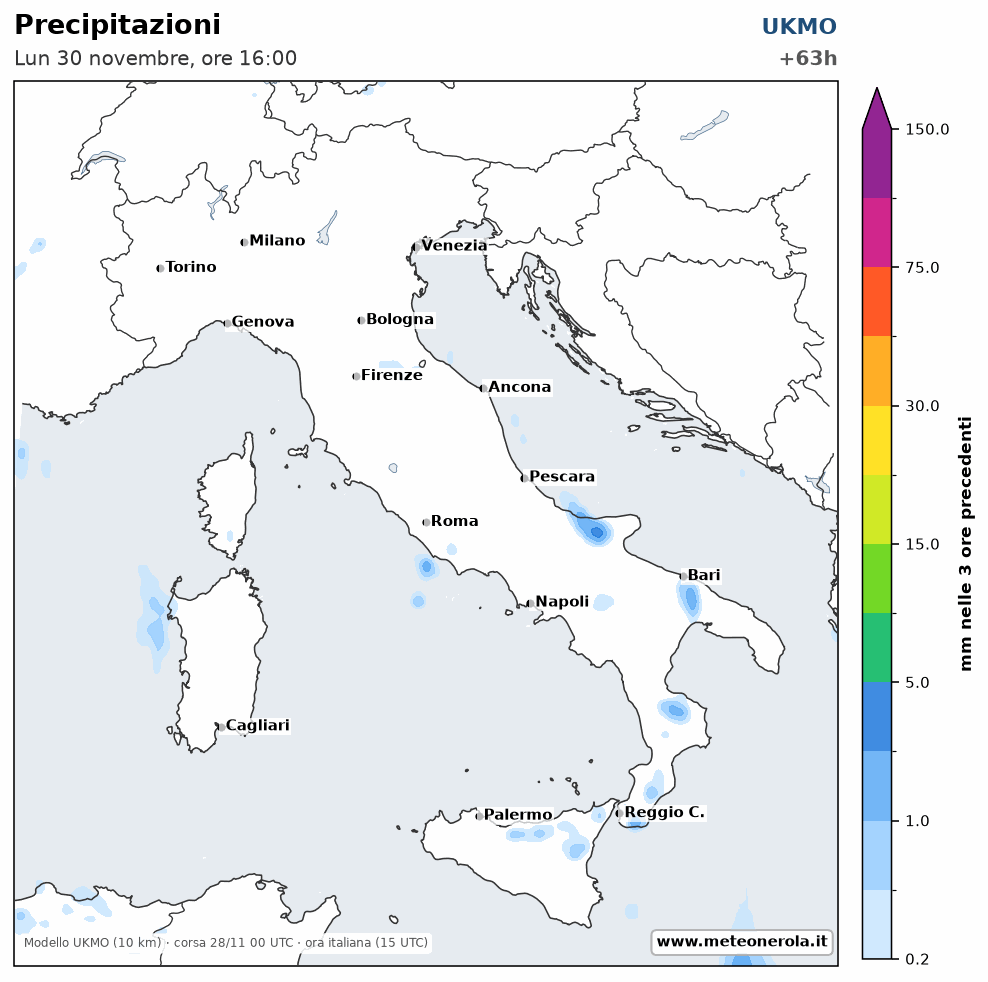 Precipitazioni
UKMO
Lun 30 novembre, ore 16:00
+63h
Milano
Venezia
Torino
Genova
Bologna
Firenze
Ancona
Pescara
Roma
Bari
Napoli
Cagliari
Palermo
Reggio C.
Modello UKMO (10 km) · corsa 28/11 00 UTC · ora italiana (15 UTC)
www.meteonerola.it
150.0
75.0
30.0
15.0
5.0
1.0
0.2
mm nelle 3 ore precedenti